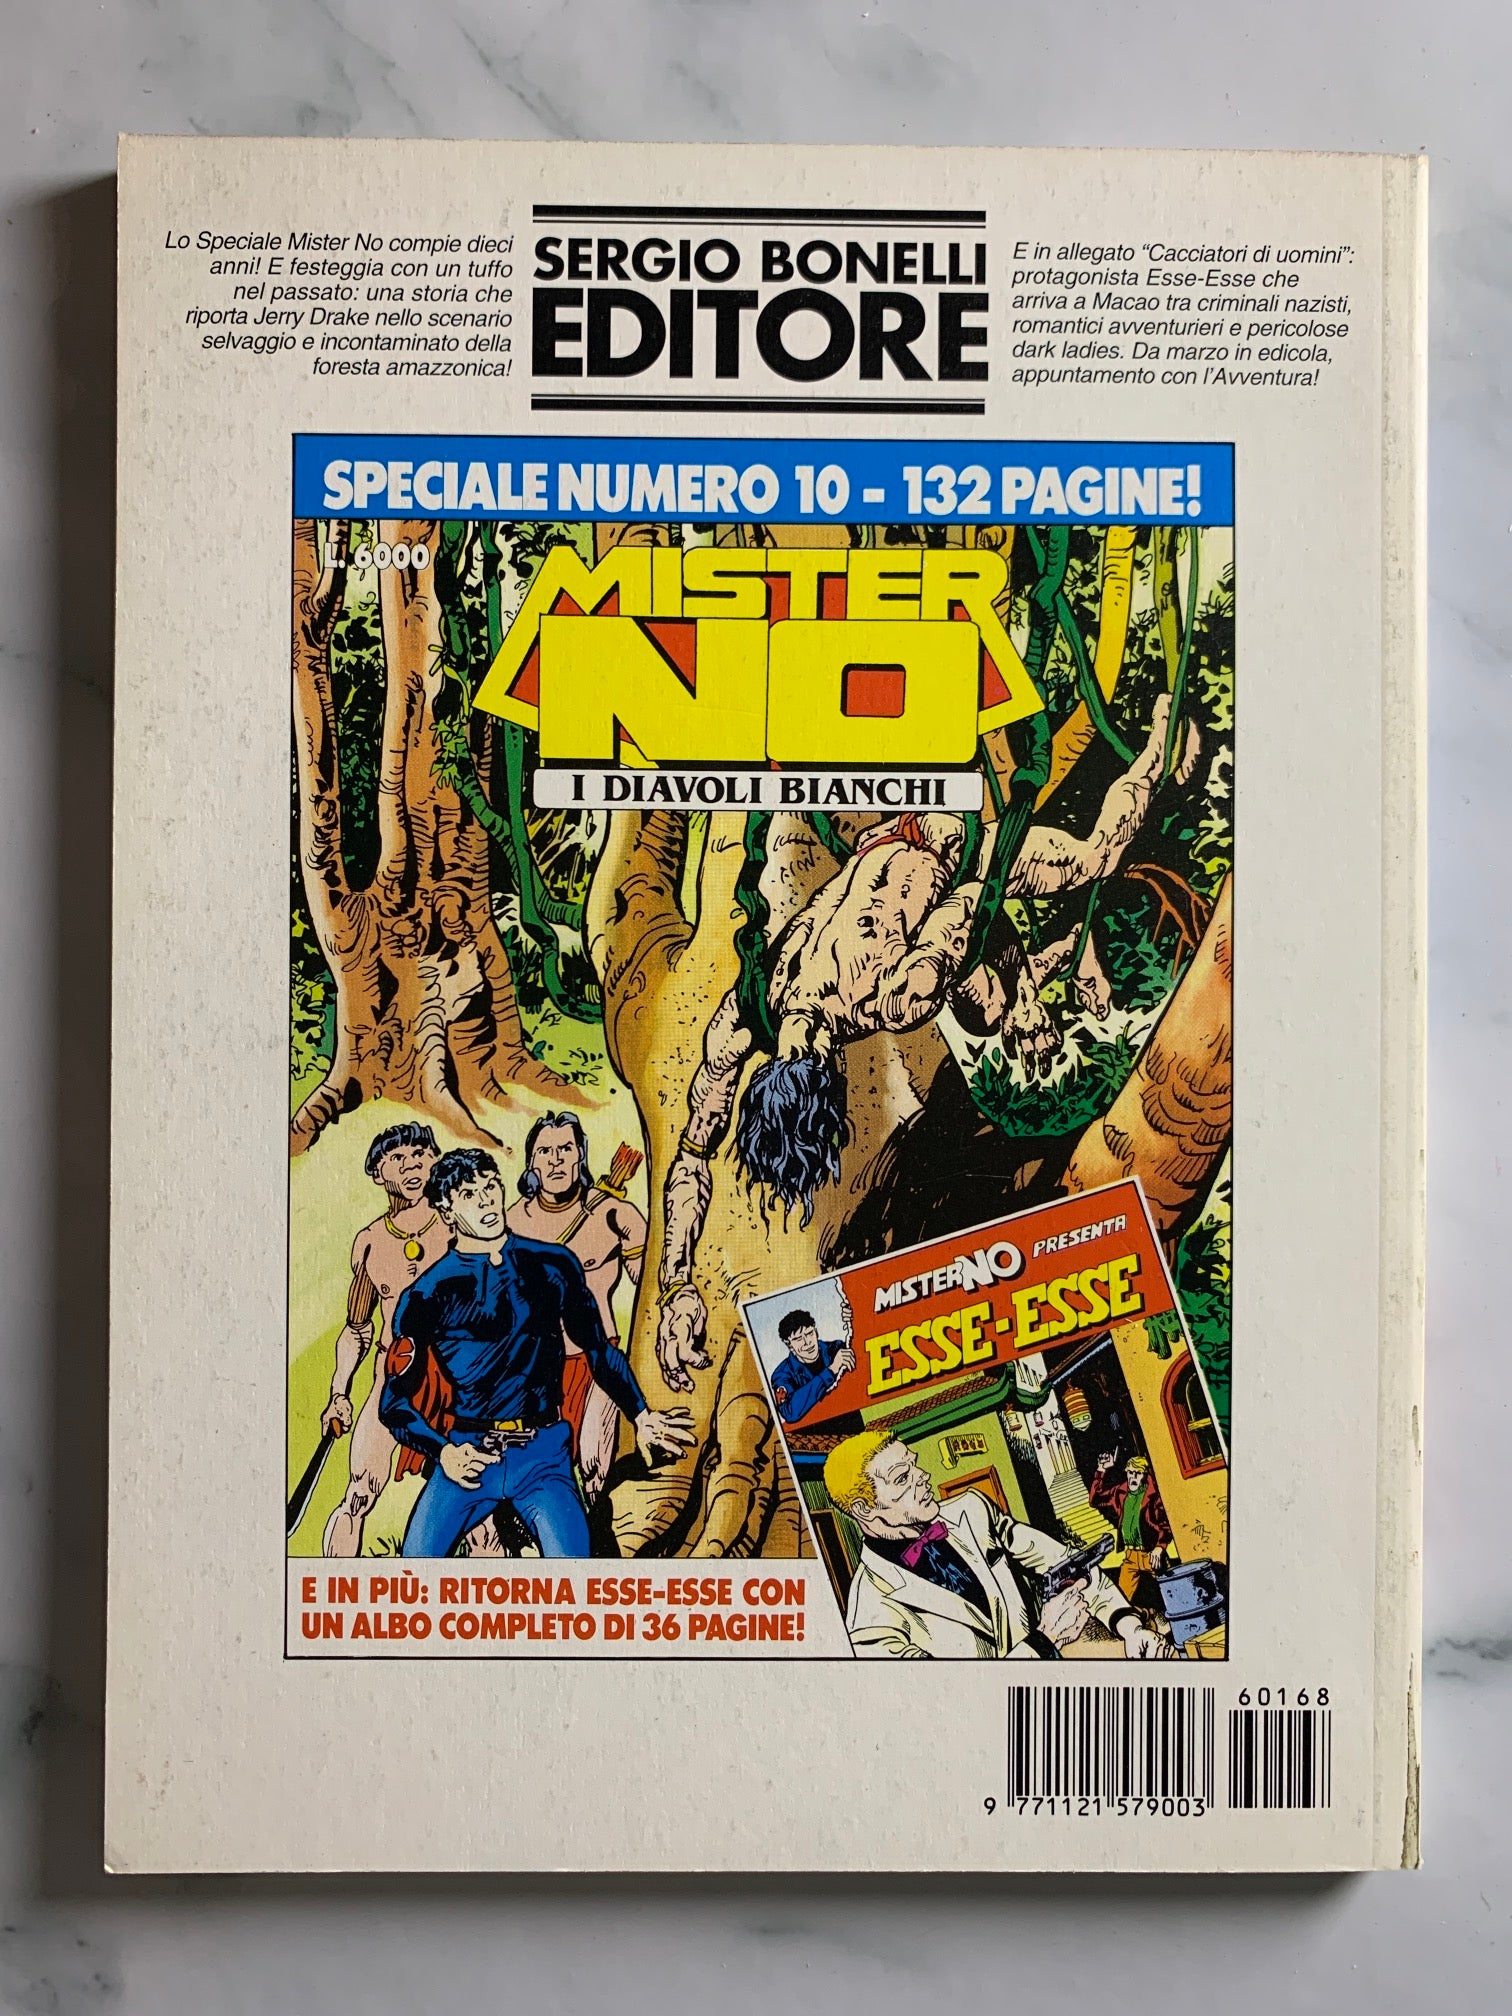 Lo Speciale Mister No compie dieci
anni! E festeggia con un tuffo
nel passato: una storia che
riporta Jerry Drake nello scenario
selvaggio e incontaminato della
foresta amazzonica!
SERGIO BONELLI
EDITORE
E in allegato “Cacciatori di uomini”:
protagonista Esse-Esse che
arriva a Macao tra criminali nazisti,
romantici avventurieri e pericolose
dark ladies. Da marzo in edicola,
appuntamento con l’Avventura!
SPECIALE NUMERO 10 - 132 PAGINE!
L. 6000
MISTER
NO
I DIAVOLI BIANCHI
MISTER NO PRESENTA
ESSE-ESSE
E IN PIÙ: RITORNA ESSE-ESSE CON
UN ALBO COMPLETO DI 36 PAGINE!
60168
9 771121 579003